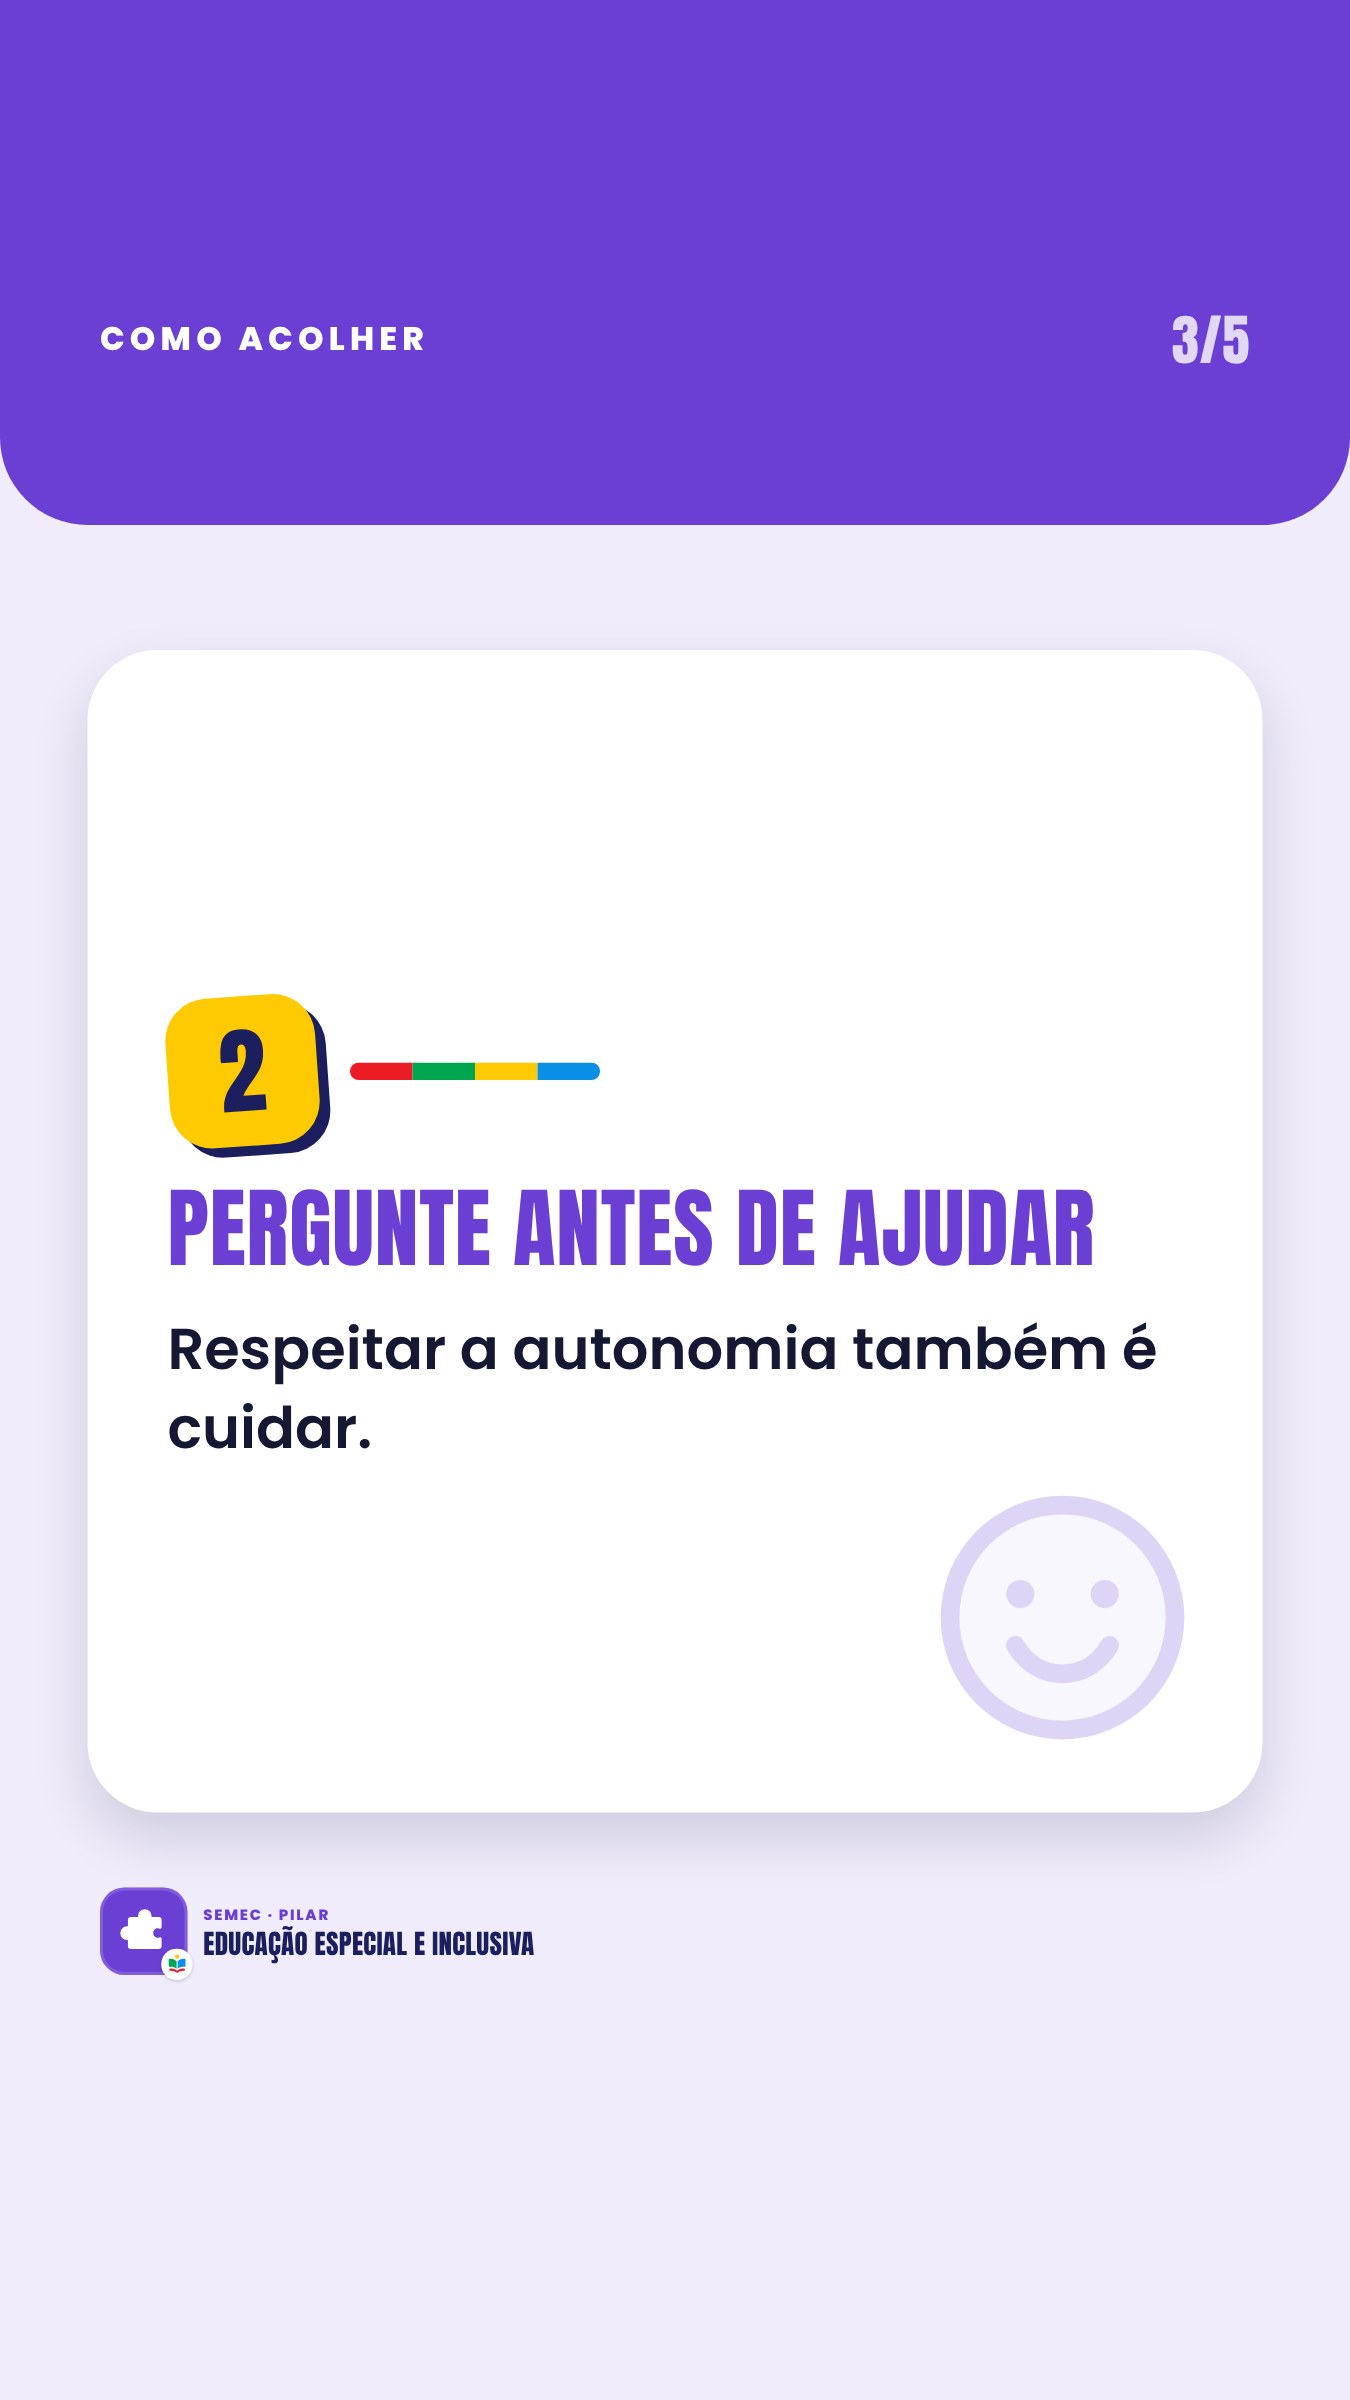 COMO ACOLHER
3/5
2
PERGUNTE ANTES DE AJUDAR
Respeitar a autonomia também é
cuidar.
SEMEC · PILAR
EDUCAÇÃO ESPECIAL E INCLUSIVA